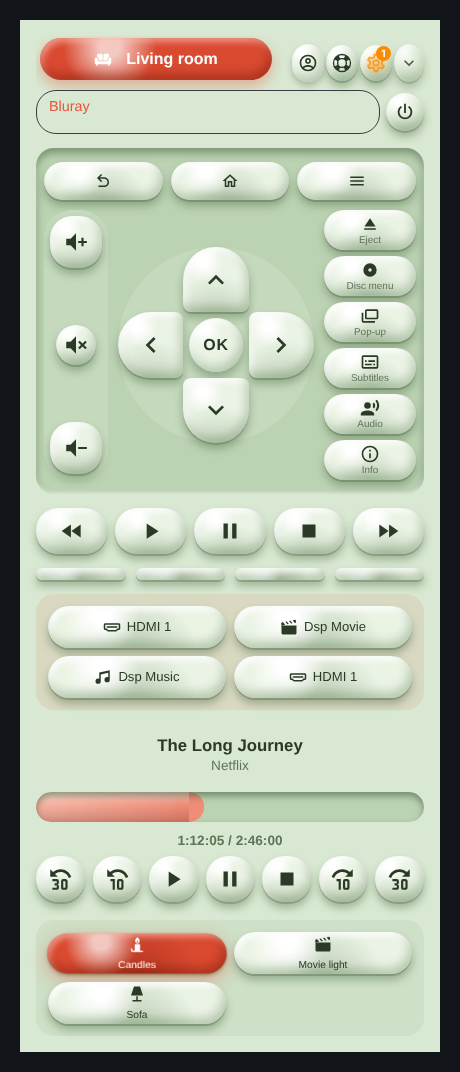 Living room
1
Bluray
Eject
Disc menu
Pop-up
OK
Subtitles
Audio
Info
HDMI 1
Dsp Movie
Dsp Music
HDMI 1
The Long Journey
Netflix
1:12:05 / 2:46:00
30
10
10
30
Candles
Movie light
Sofa